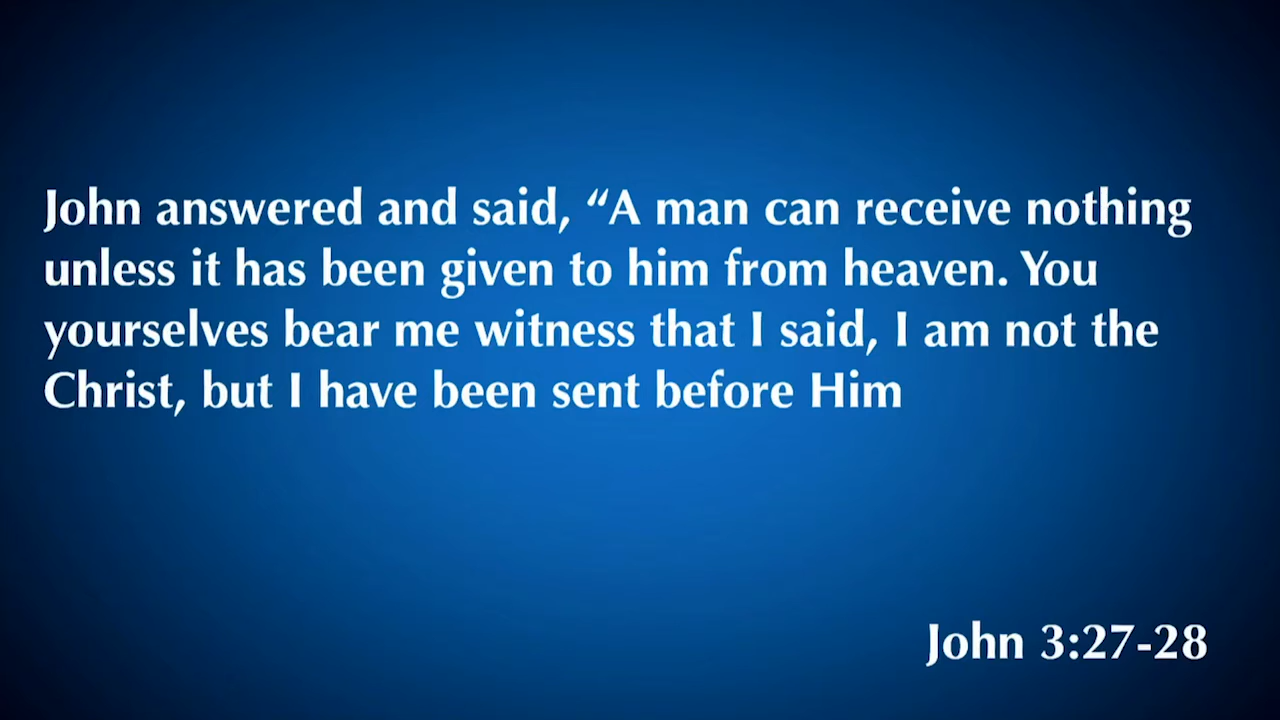 John answered and said, “A man can receive nothing
unless it has been given to him from heaven. You
yourselves bear me witness that I said, I am not the
Christ, but I have been sent before Him
John 3:27-28